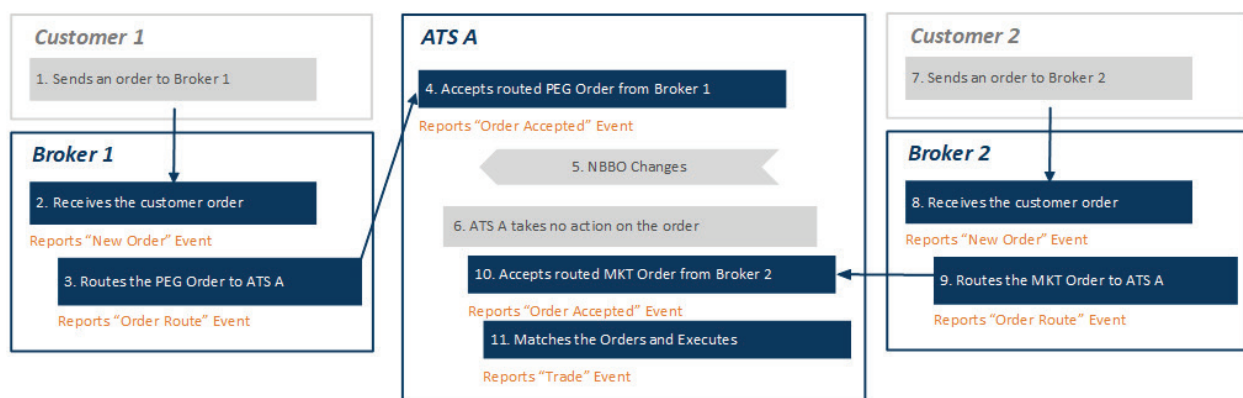 Customer 1
1. Sends an order to Broker 1
Broker 1
2. Receives the customer order
Reports “New Order” Event
3. Routes the PEG Order to ATS A
Reports “Order Route” Event
ATS A
4. Accepts routed PEG Order from Broker 1
Reports “Order Accepted” Event
5. NBBO Changes
6. ATS A takes no action on the order
10. Accepts routed MKT Order from Broker 2
Reports “Order Accepted” Event
11. Matches the Orders and Executes
Reports “Trade” Event
Customer 2
7. Sends an order to Broker 2
Broker 2
8. Receives the customer order
Reports “New Order” Event
9. Routes the MKT Order to ATS A
Reports “Order Route” Event